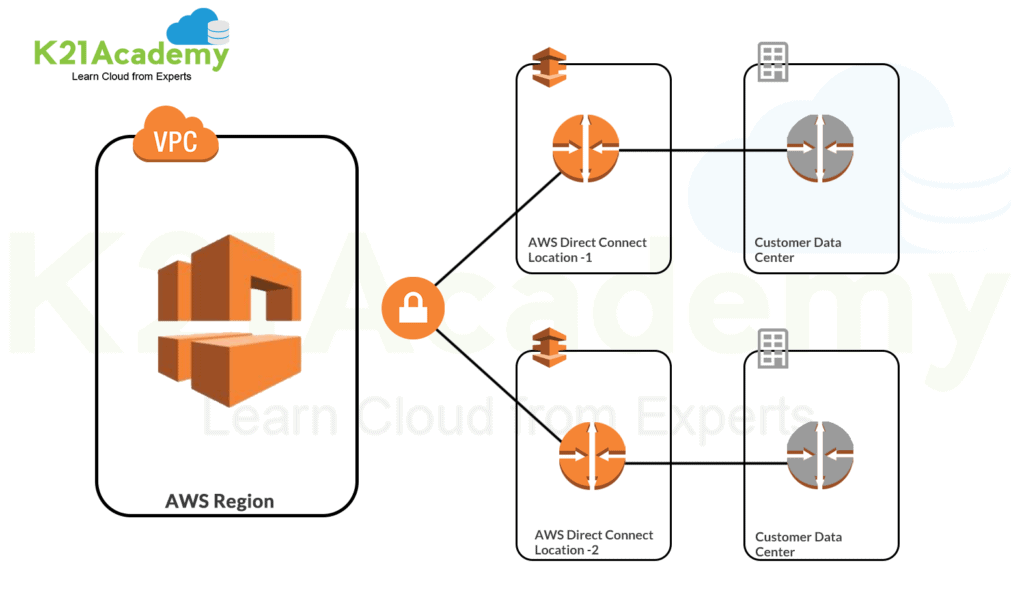 K21Academy
Learn Cloud from Experts
VPC
AWS Region
AWS Direct Connect
Location -1
Customer Data
Center
K21Academy
Learn Cloud from Experts
AWS Direct Connect
Location -2
Customer Data
Center